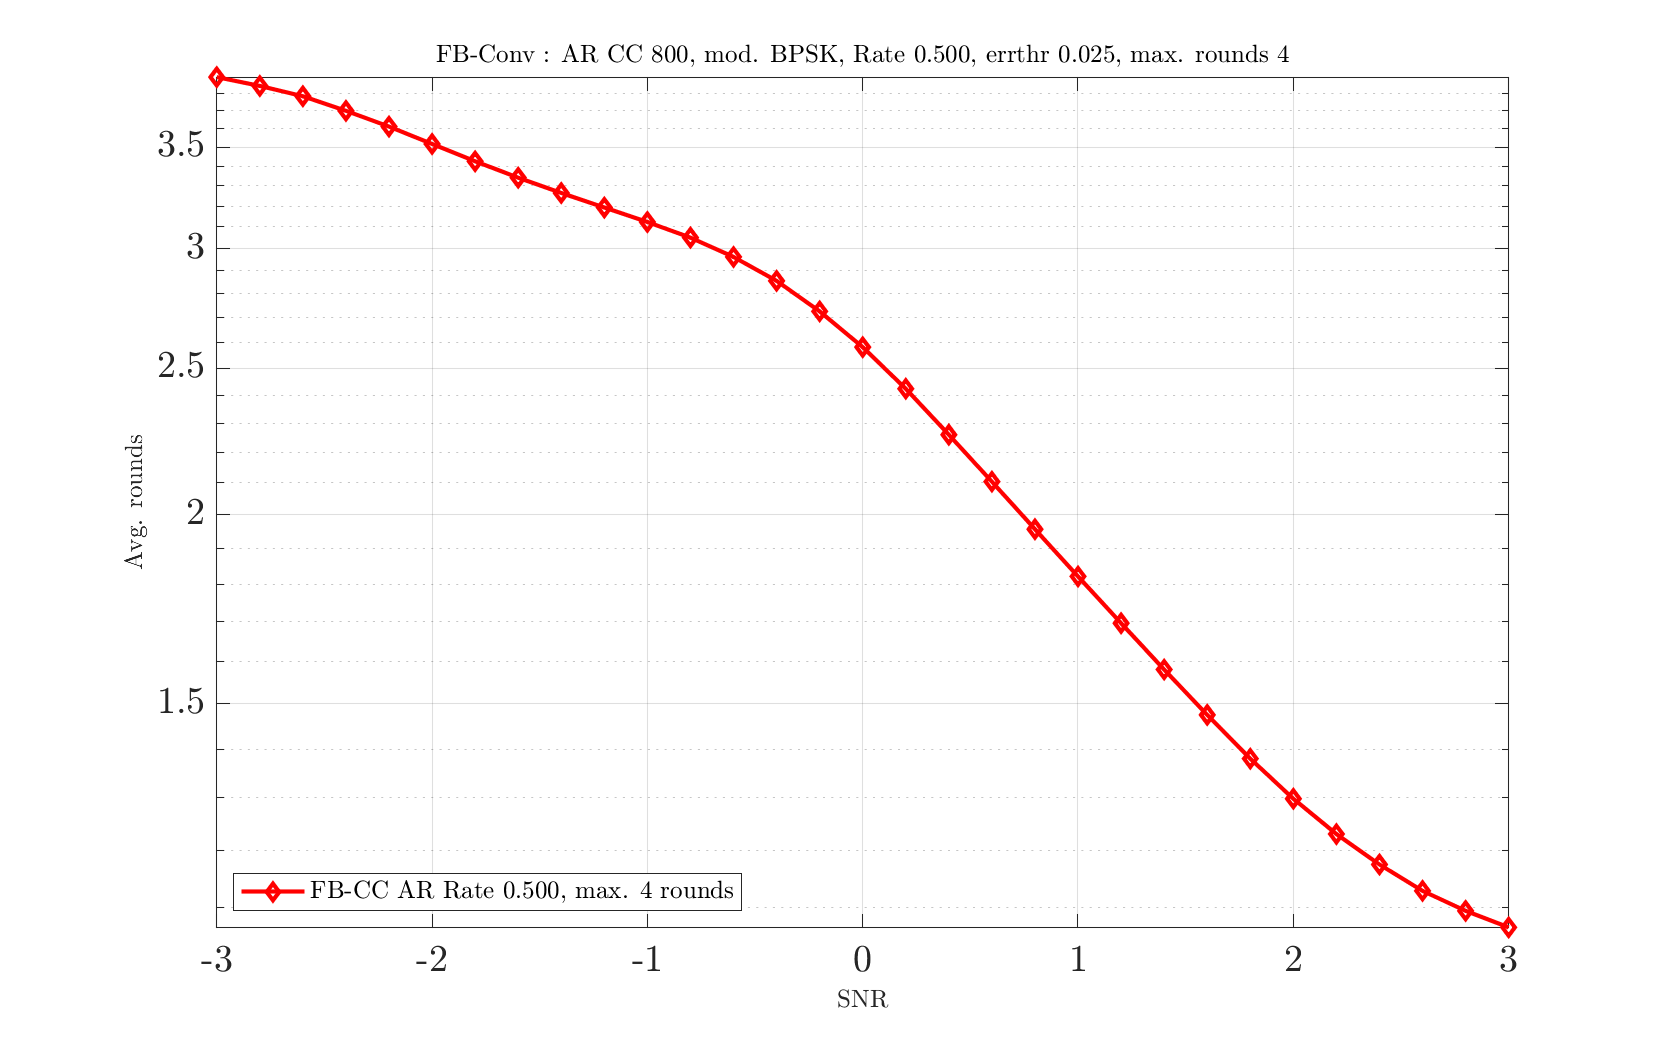 FB-Conv : AR CC 800, mod. BPSK, Rate 0.500, errthr 0.025, max. rounds 4
3.5
3
2.5
2
1.5
Avg. rounds
FB-CC AR Rate 0.500, max. 4 rounds
-3 -2 -1 0 1 2 3
SNR